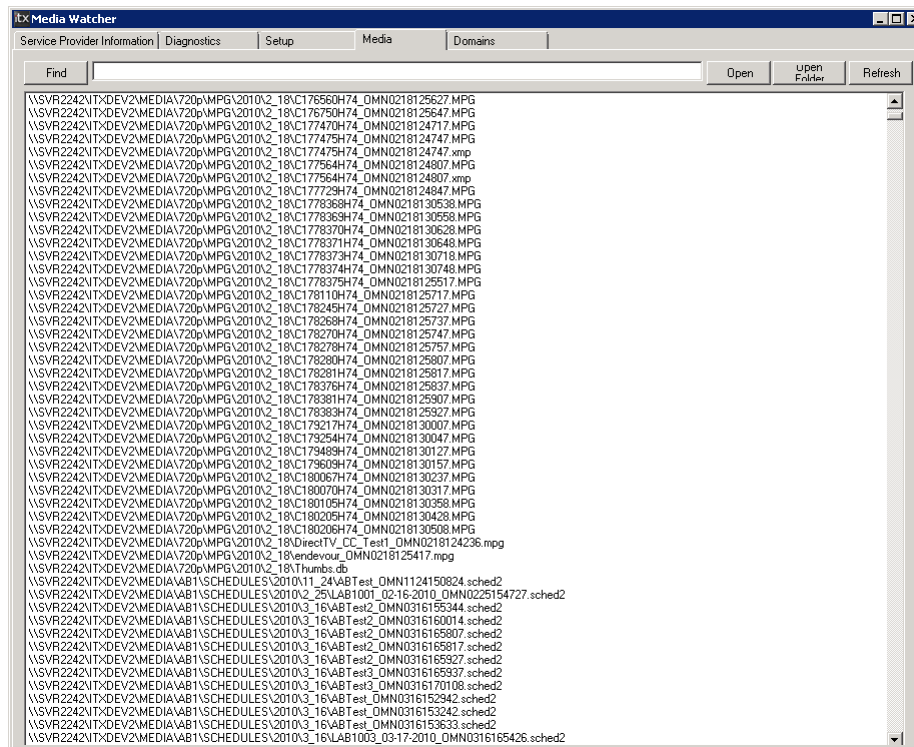 itx Media Watcher
Service Provider Information Diagnostics Setup Media Domains
Find Open Open Folder Refresh
\\SVR2242\ITXDEV2\MEDIA\720p\MPG\2010\2_18\C176560H74_OMN0218125627.MPG
\\SVR2242\ITXDEV2\MEDIA\720p\MPG\2010\2_18\C176750H74_OMN0218125647.MPG
\\SVR2242\ITXDEV2\MEDIA\720p\MPG\2010\2_18\C177470H74_OMN0218124717.MPG
\\SVR2242\ITXDEV2\MEDIA\720p\MPG\2010\2_18\C177475H74_OMN0218124747.MPG
\\SVR2242\ITXDEV2\MEDIA\720p\MPG\2010\2_18\C177475H74_OMN0218124747.xmp
\\SVR2242\ITXDEV2\MEDIA\720p\MPG\2010\2_18\C177564H74_OMN0218124807.MPG
\\SVR2242\ITXDEV2\MEDIA\720p\MPG\2010\2_18\C177564H74_OMN0218124807.xmp
\\SVR2242\ITXDEV2\MEDIA\720p\MPG\2010\2_18\C177729H74_OMN0218124847.MPG
\\SVR2242\ITXDEV2\MEDIA\720p\MPG\2010\2_18\C1778368H74_OMN0218130538.MPG
\\SVR2242\ITXDEV2\MEDIA\720p\MPG\2010\2_18\C1778369H74_OMN0218130558.MPG
\\SVR2242\ITXDEV2\MEDIA\720p\MPG\2010\2_18\C1778370H74_OMN0218130628.MPG
\\SVR2242\ITXDEV2\MEDIA\720p\MPG\2010\2_18\C1778371H74_OMN0218130648.MPG
\\SVR2242\ITXDEV2\MEDIA\720p\MPG\2010\2_18\C1778373H74_OMN0218130718.MPG
\\SVR2242\ITXDEV2\MEDIA\720p\MPG\2010\2_18\C1778374H74_OMN0218130748.MPG
\\SVR2242\ITXDEV2\MEDIA\720p\MPG\2010\2_18\C1778375H74_OMN0218125517.MPG
\\SVR2242\ITXDEV2\MEDIA\720p\MPG\2010\2_18\C178110H74_OMN0218125717.MPG
\\SVR2242\ITXDEV2\MEDIA\720p\MPG\2010\2_18\C178245H74_OMN0218125727.MPG
\\SVR2242\ITXDEV2\MEDIA\720p\MPG\2010\2_18\C178268H74_OMN0218125737.MPG
\\SVR2242\ITXDEV2\MEDIA\720p\MPG\2010\2_18\C178270H74_OMN0218125747.MPG
\\SVR2242\ITXDEV2\MEDIA\720p\MPG\2010\2_18\C178278H74_OMN0218125757.MPG
\\SVR2242\ITXDEV2\MEDIA\720p\MPG\2010\2_18\C178280H74_OMN0218125807.MPG
\\SVR2242\ITXDEV2\MEDIA\720p\MPG\2010\2_18\C178281H74_OMN0218125817.MPG
\\SVR2242\ITXDEV2\MEDIA\720p\MPG\2010\2_18\C178376H74_OMN0218125837.MPG
\\SVR2242\ITXDEV2\MEDIA\720p\MPG\2010\2_18\C178381H74_OMN0218125907.MPG
\\SVR2242\ITXDEV2\MEDIA\720p\MPG\2010\2_18\C178383H74_OMN0218125927.MPG
\\SVR2242\ITXDEV2\MEDIA\720p\MPG\2010\2_18\C179217H74_OMN0218130007.MPG
\\SVR2242\ITXDEV2\MEDIA\720p\MPG\2010\2_18\C179254H74_OMN0218130047.MPG
\\SVR2242\ITXDEV2\MEDIA\720p\MPG\2010\2_18\C179489H74_OMN0218130127.MPG
\\SVR2242\ITXDEV2\MEDIA\720p\MPG\2010\2_18\C179609H74_OMN0218130157.MPG
\\SVR2242\ITXDEV2\MEDIA\720p\MPG\2010\2_18\C180067H74_OMN0218130237.MPG
\\SVR2242\ITXDEV2\MEDIA\720p\MPG\2010\2_18\C180070H74_OMN0218130317.MPG
\\SVR2242\ITXDEV2\MEDIA\720p\MPG\2010\2_18\C180105H74_OMN0218130358.MPG
\\SVR2242\ITXDEV2\MEDIA\720p\MPG\2010\2_18\C180205H74_OMN0218130428.MPG
\\SVR2242\ITXDEV2\MEDIA\720p\MPG\2010\2_18\C180206H74_OMN0218130508.MPG
\\SVR2242\ITXDEV2\MEDIA\720p\MPG\2010\2_18\DirectTV_CC_Test1_OMN0218124236.mpg
\\SVR2242\ITXDEV2\MEDIA\720p\MPG\2010\2_18\endevour_OMN0218125417.mpg
\\SVR2242\ITXDEV2\MEDIA\720p\MPG\2010\2_18\Thumbs.db
\\SVR2242\ITXDEV2\MEDIA\AB1\SCHEDULES\2010\11_24\ABTest_OMN1124150824.sched2
\\SVR2242\ITXDEV2\MEDIA\AB1\SCHEDULES\2010\2_25\LAB1001_02-16-2010_OMN0225154727.sched2
\\SVR2242\ITXDEV2\MEDIA\AB1\SCHEDULES\2010\3_16\ABTest2_OMN0316155344.sched2
\\SVR2242\ITXDEV2\MEDIA\AB1\SCHEDULES\2010\3_16\ABTest2_OMN0316160014.sched2
\\SVR2242\ITXDEV2\MEDIA\AB1\SCHEDULES\2010\3_16\ABTest2_OMN0316165807.sched2
\\SVR2242\ITXDEV2\MEDIA\AB1\SCHEDULES\2010\3_16\ABTest2_OMN0316165817.sched2
\\SVR2242\ITXDEV2\MEDIA\AB1\SCHEDULES\2010\3_16\ABTest2_OMN0316165927.sched2
\\SVR2242\ITXDEV2\MEDIA\AB1\SCHEDULES\2010\3_16\ABTest3_OMN0316165937.sched2
\\SVR2242\ITXDEV2\MEDIA\AB1\SCHEDULES\2010\3_16\ABTest3_OMN0316170108.sched2
\\SVR2242\ITXDEV2\MEDIA\AB1\SCHEDULES\2010\3_16\ABTest_OMN0316152942.sched2
\\SVR2242\ITXDEV2\MEDIA\AB1\SCHEDULES\2010\3_16\ABTest_OMN0316153242.sched2
\\SVR2242\ITXDEV2\MEDIA\AB1\SCHEDULES\2010\3_16\ABTest_OMN0316153633.sched2
\\SVR2242\ITXDEV2\MEDIA\AB1\SCHEDULES\2010\3_16\LAB1003_03-17-2010_OMN0316165426.sched2